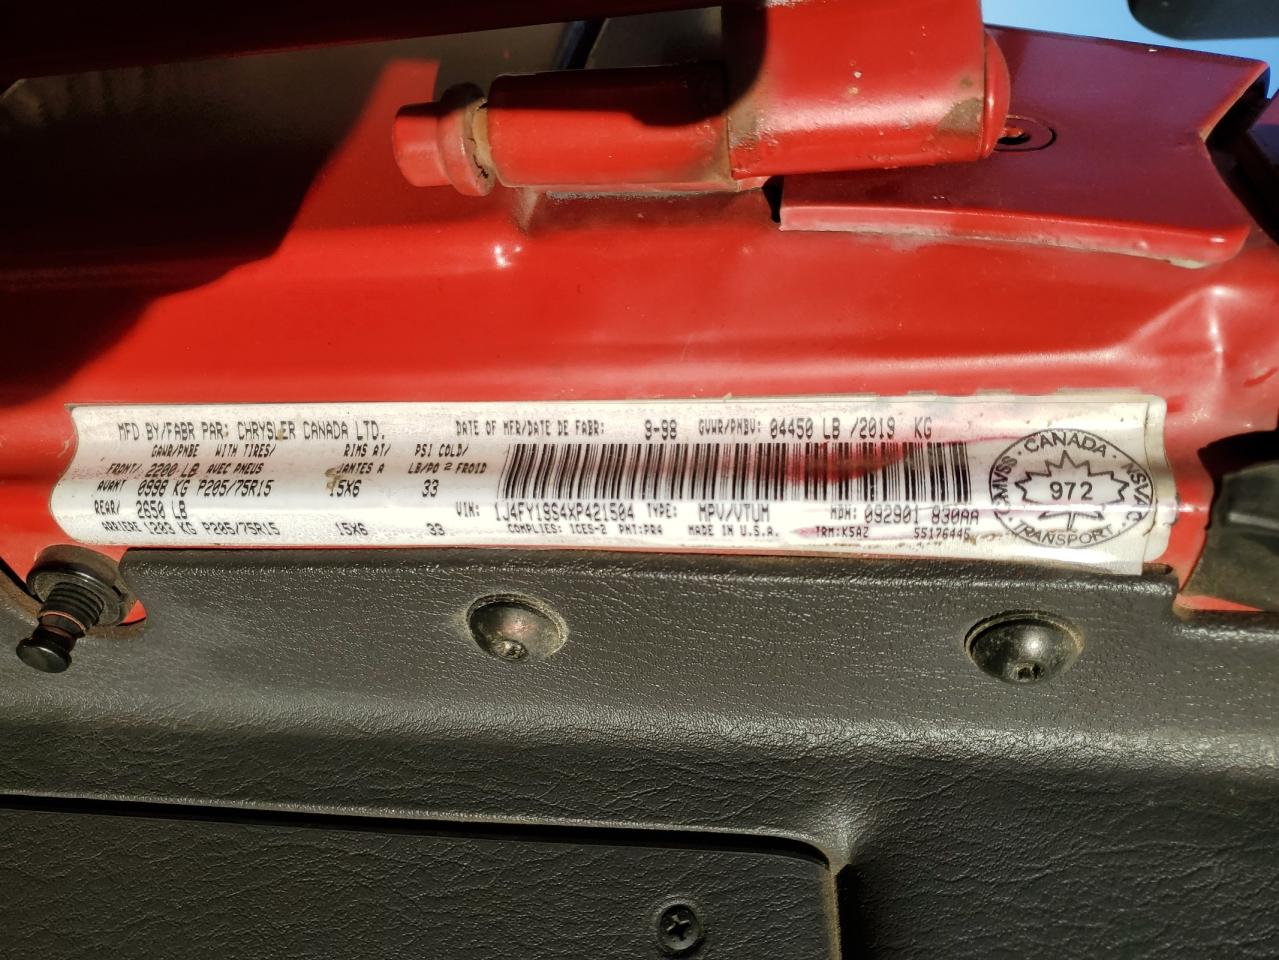 MFD BY/FABR PAR: CHRYSLER CANADA LTD. DATE OF MFR/DATE DE FABR: 9-98 GVWR/PNBV: 04450 LB /2019 KG
GAWR/PNBE WITH TIRES/ RIMS AT/ PSI COLD/
FRONT/ 2200 LB AVEC PNEUS JANTES A LB/PO² FROID
AVANT 0998 KG P205/75R15 15X6 33
REAR/ 2650 LB VIN: 1J4FY19S4XP421504 TYPE: MPV/VTUM MDH: 092901 830AA
ARRIERE 1203 KG P205/75R15 15X6 33 COMPLIES: ICES-2 PNT:PR4 MADE IN U.S.A. TRM:K5AZ 55176445
CMVSS · CANADA · NSVAC
972
TRANSPORT